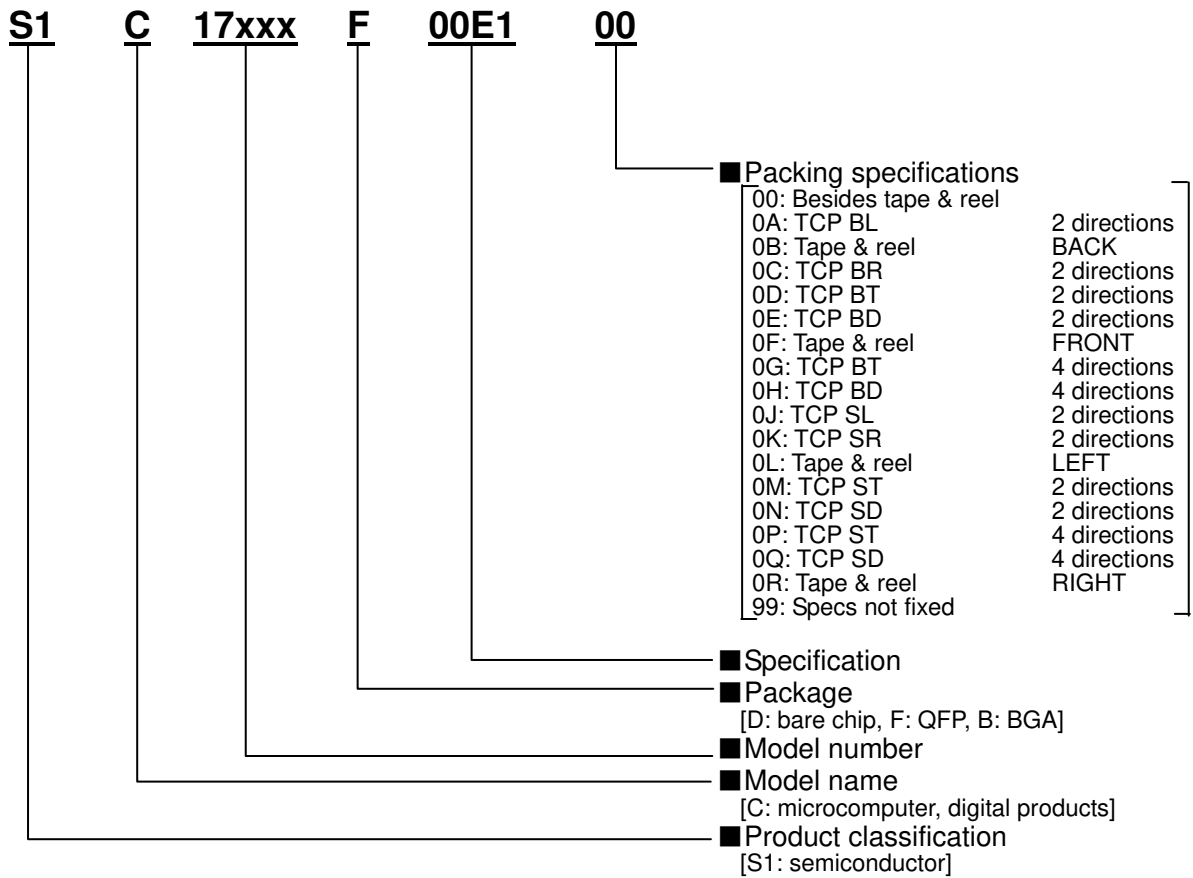 S1 C 17xxx F 00E1 00
■ Packing specifications
00: Besides tape & reel
0A: TCP BL 2 directions
0B: Tape & reel BACK
0C: TCP BR 2 directions
0D: TCP BT 2 directions
0E: TCP BD 2 directions
0F: Tape & reel FRONT
0G: TCP BT 4 directions
0H: TCP BD 4 directions
0J: TCP SL 2 directions
0K: TCP SR 2 directions
0L: Tape & reel LEFT
0M: TCP ST 2 directions
0N: TCP SD 2 directions
0P: TCP ST 4 directions
0Q: TCP SD 4 directions
0R: Tape & reel RIGHT
99: Specs not fixed
■ Specification
■ Package
[D: bare chip, F: QFP, B: BGA]
■ Model number
■ Model name
[C: microcomputer, digital products]
■ Product classification
[S1: semiconductor]